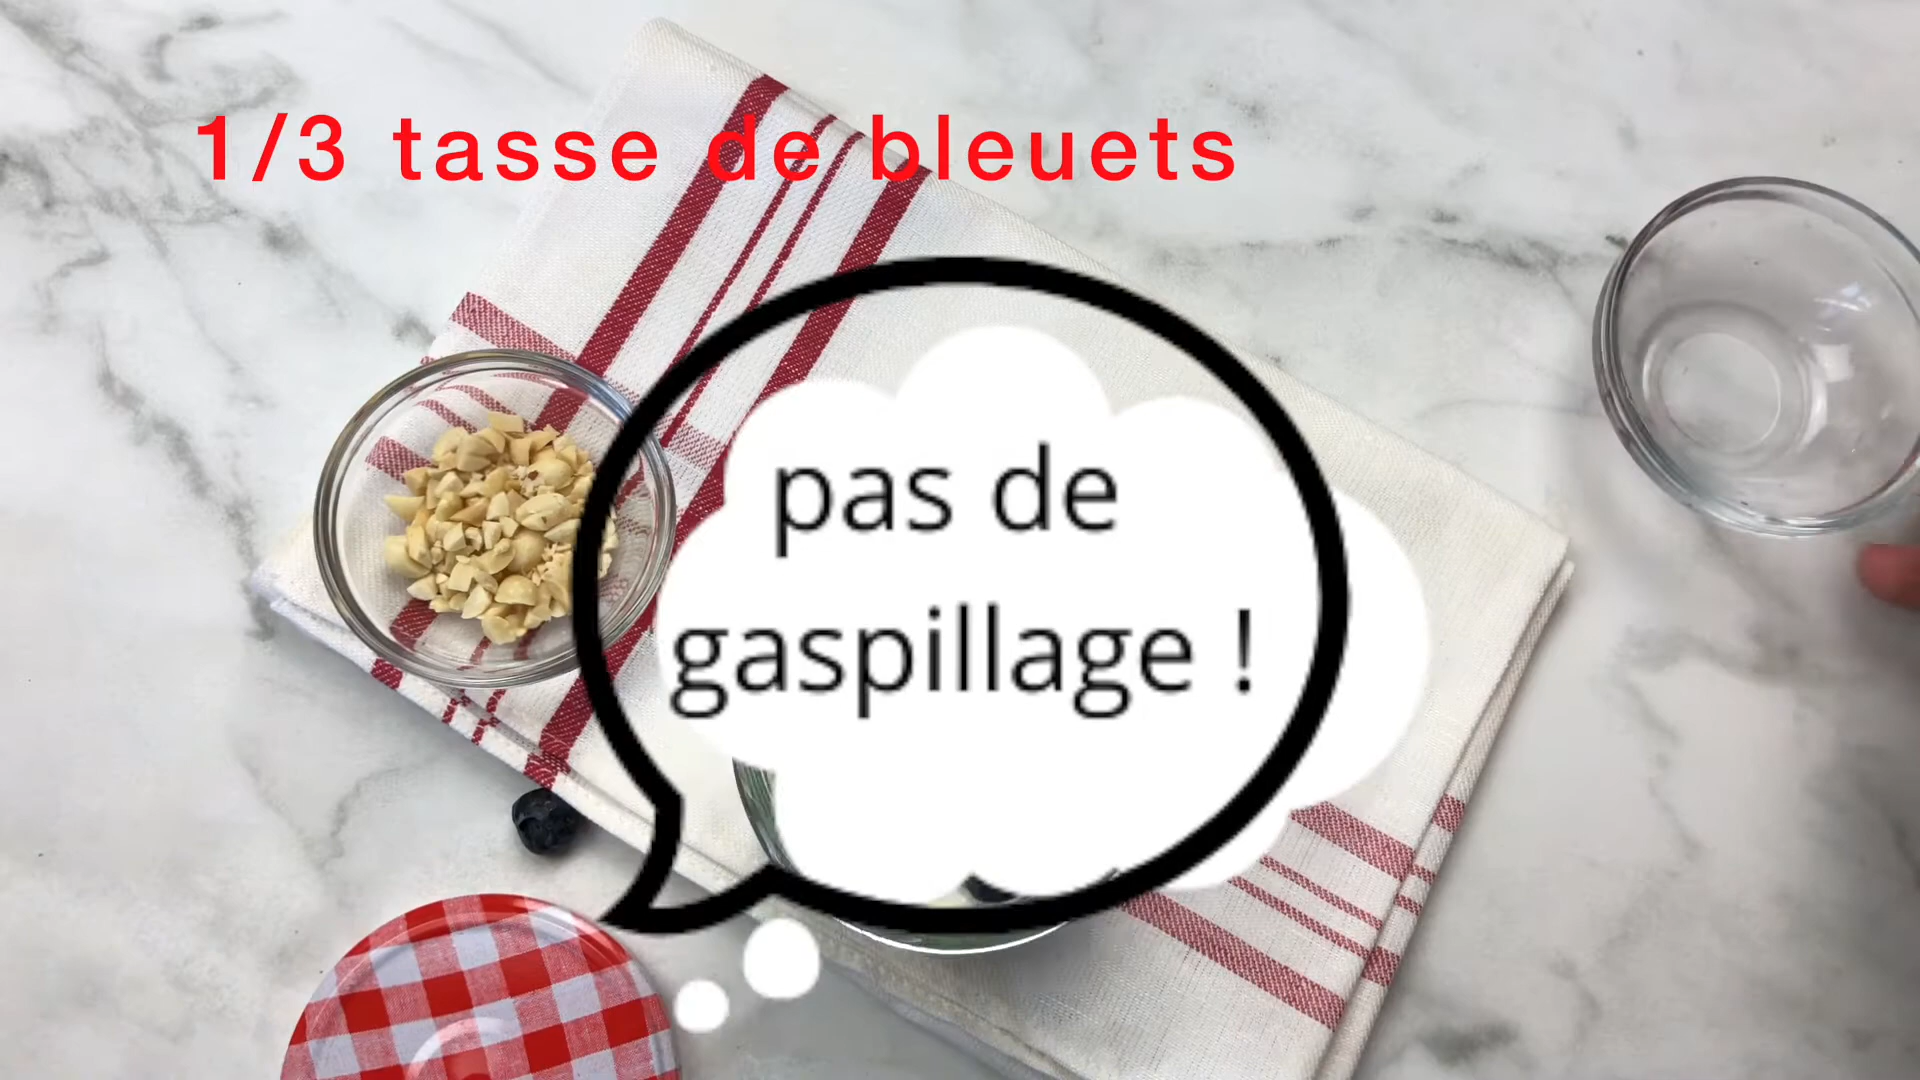 1/3 tasse de bleuets
pas de
gaspillage !